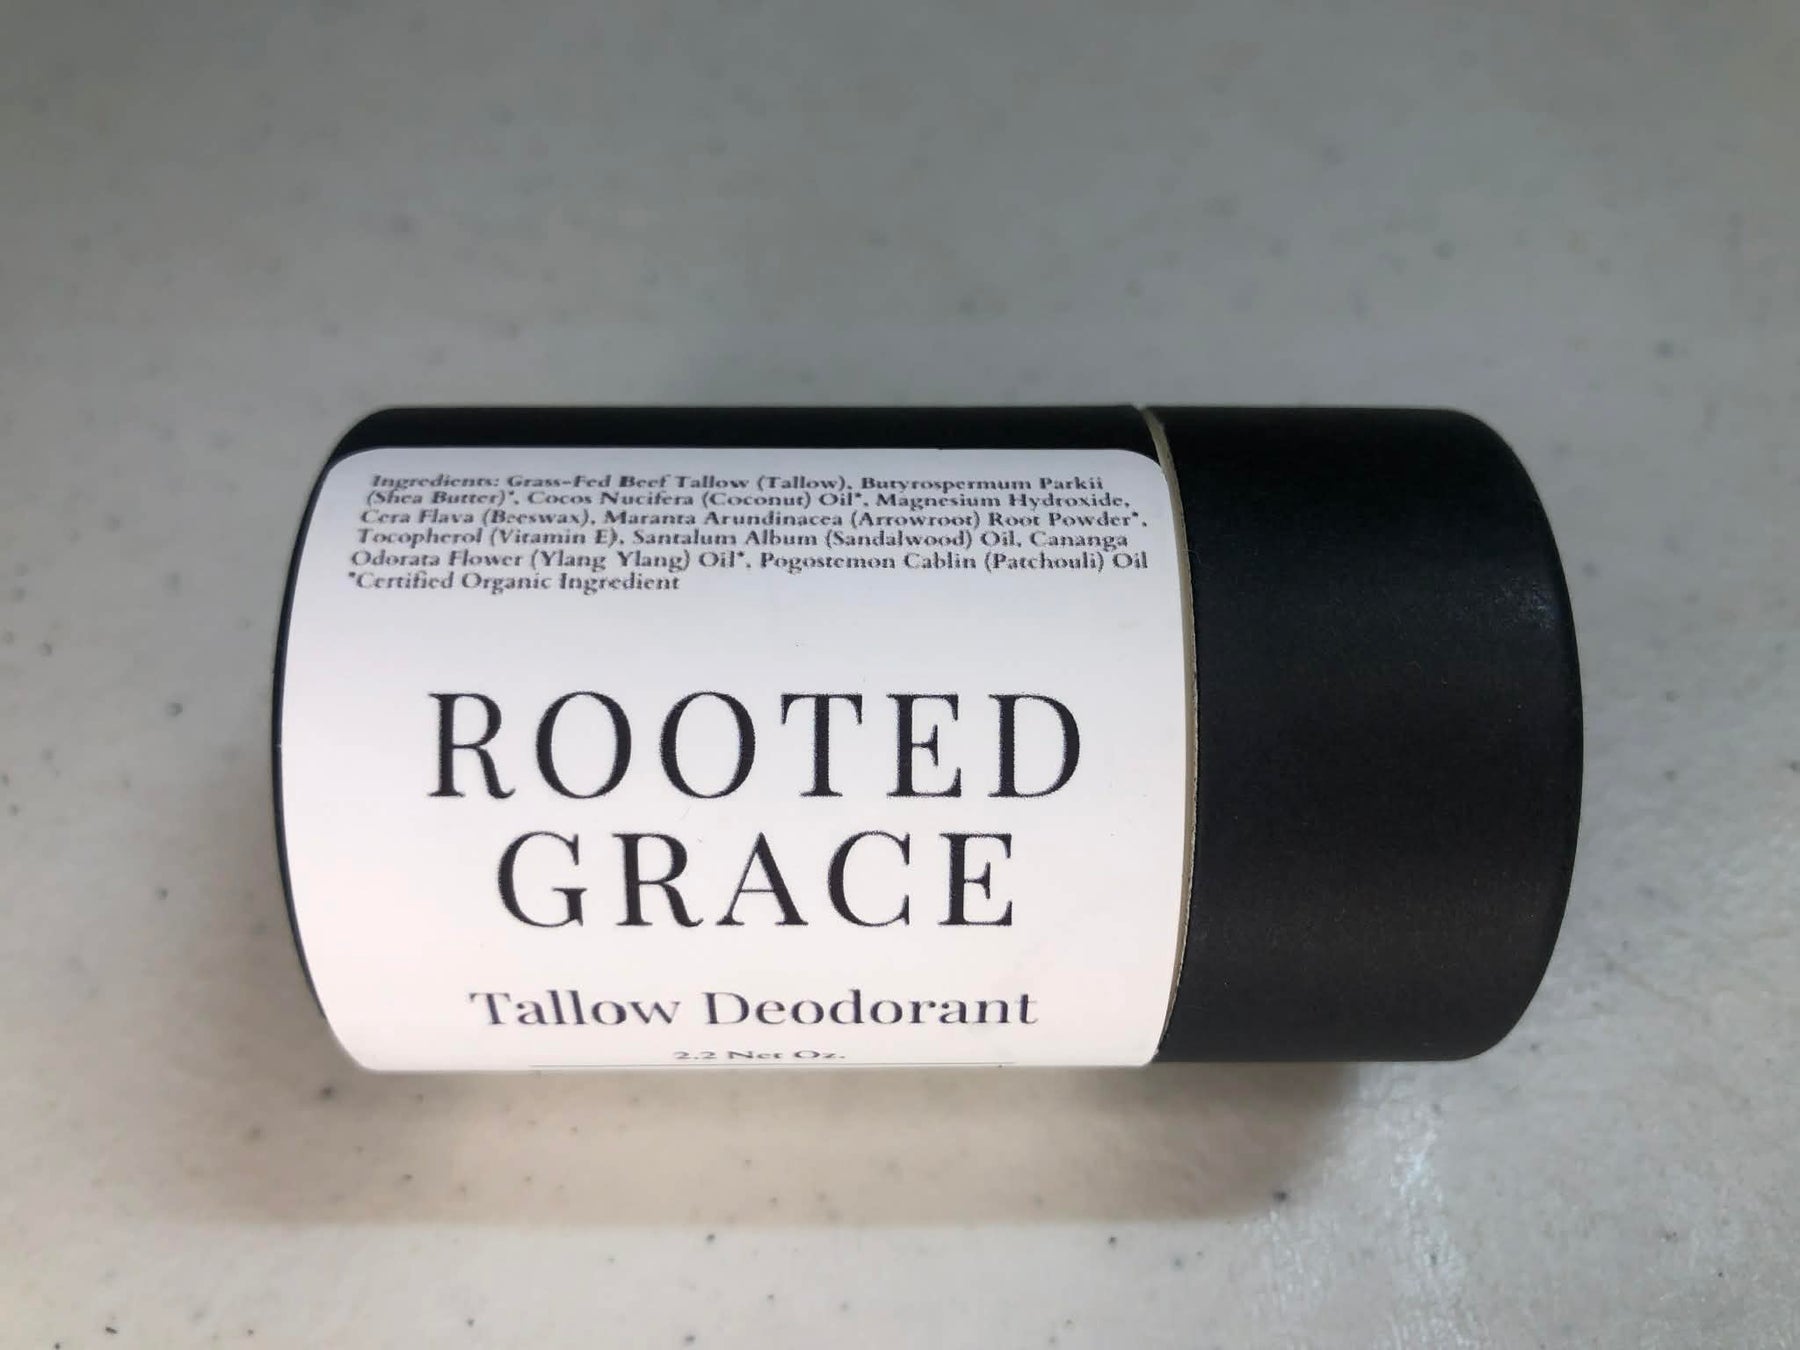 Ingredients: Grass-Fed Beef Tallow (Tallow), Butyrospermum Parkii
(Shea Butter)*, Cocos Nucifera (Coconut) Oil*, Magnesium Hydroxide,
Cera Flava (Beeswax), Maranta Arundinacea (Arrowroot) Root Powder*,
Tocopherol (Vitamin E), Santalum Album (Sandalwood) Oil, Cananga
Odorata Flower (Ylang Ylang) Oil*, Pogostemon Cablin (Patchouli) Oil
*Certified Organic Ingredient
ROOTED
GRACE
Tallow Deodorant
2.2 Net Oz.